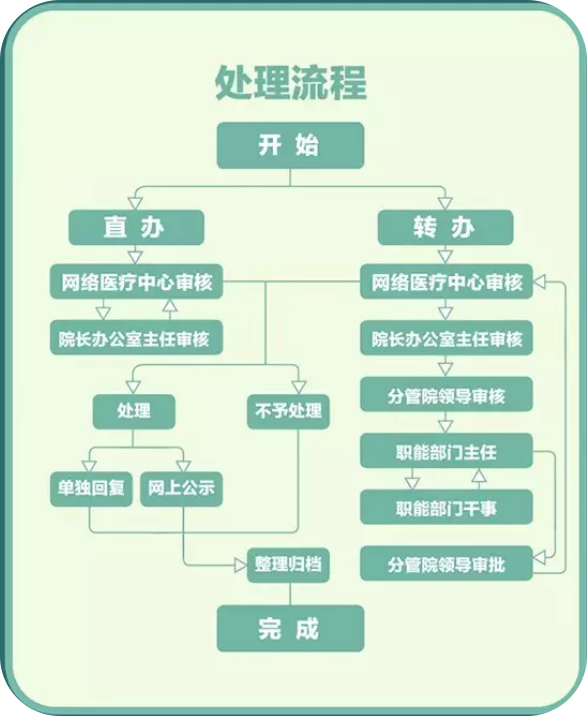 处理流程
开始
直办
转办
网络医疗中心审核
网络医疗中心审核
院长办公室主任审核
院长办公室主任审核
分管院领导审核
处理
不予处理
职能部门主任
单独回复
网上公示
职能部门干事
整理归档
分管院领导审批
完成